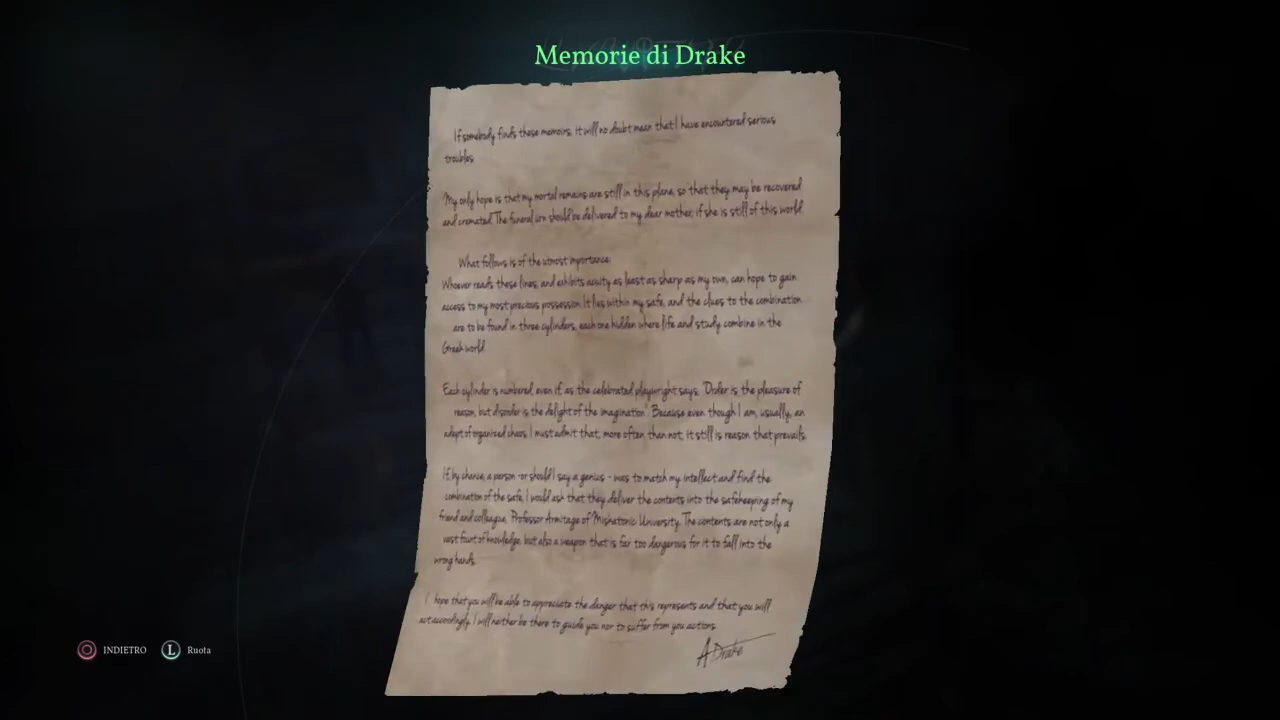 Memorie di Drake
If somebody finds these memoirs, it will no doubt mean that I have encountered serious
troubles.
My only hope is that my mortal remains are still in this plane, so that they may be recovered
and cremated. The funeral urn should be delivered to my dear mother, if she is still of this world.
What follows is of the utmost importance.
Whoever reads these lines, and exhibits acuity as least as sharp as my own, can hope to gain
access to my most precious possession. It lies within my safe, and the clues to the combination
are to be found in three cylinders, each one hidden where life and study combine in the
Greek world.
Each cylinder is numbered, even if, as the celebrated playwright says, "Order is the pleasure of
reason, but disorder is the delight of the imagination." Because even though I am, usually, an
adept of organized chaos, I must admit that, more often than not, it still is reason that prevails.
If, by chance, a person -or should I say a genius - was to match my intellect and find the
combination of the safe, I would ask that they deliver the contents into the safekeeping of my
friend and colleague, Professor Armitage of Miskatonic University. The contents are not only a
vast fount of knowledge, but also a weapon that is far too dangerous for it to fall into the
wrong hands.
I hope that you will be able to appreciate the danger that this represents and that you will
act accordingly. I will neither be there to guide you nor to suffer from you actions.
A Drake
INDIETRO
L Ruota